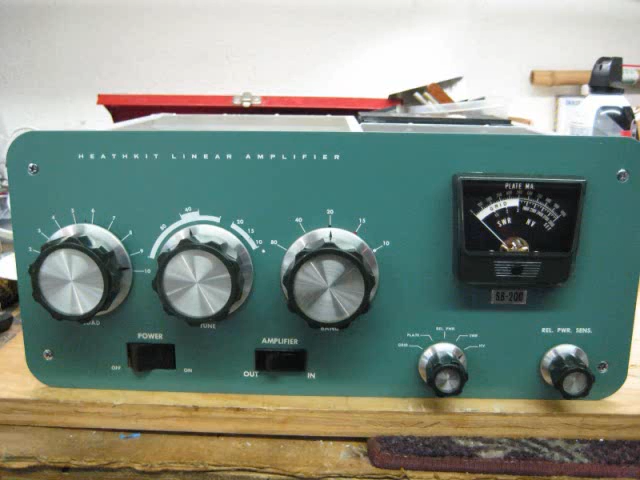 HEATHKIT LINEAR AMPLIFIER
PLATE MA.
GRID
SWR HV
SB-200
2 3 4 5 6 7 8 9 10
LOAD
80 40 20 15 10
TUNE
80 40 20 15 10
BAND
POWER
OFF ON
AMPLIFIER
OUT IN
GRID PLATE REL. PWR. SWR HV
REL. PWR. SENS.